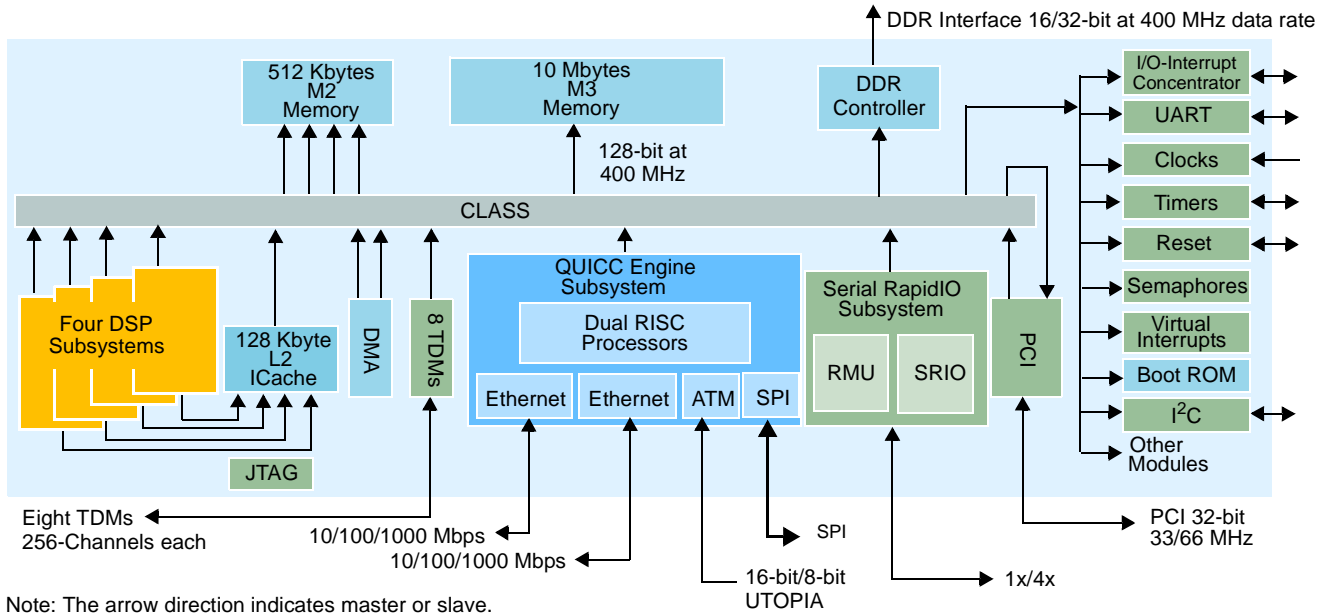 DDR Interface 16/32-bit at 400 MHz data rate
512 Kbytes
M2
Memory
10 Mbytes
M3
Memory
DDR
Controller
128-bit at
400 MHz
I/O-Interrupt
Concentrator
UART
Clocks
Timers
Reset
Semaphores
Virtual
Interrupts
Boot ROM
I²C
Other
Modules
CLASS
Four DSP
Subsystems
128 Kbyte
L2
ICache
DMA
8 TDMs
QUICC Engine
Subsystem
Dual RISC
Processors
Ethernet
Ethernet
ATM
SPI
Serial RapidIO
Subsystem
RMU
SRIO
PCI
JTAG
Eight TDMs
256-Channels each
10/100/1000 Mbps
10/100/1000 Mbps
SPI
16-bit/8-bit
UTOPIA
1x/4x
PCI 32-bit
33/66 MHz
Note: The arrow direction indicates master or slave.